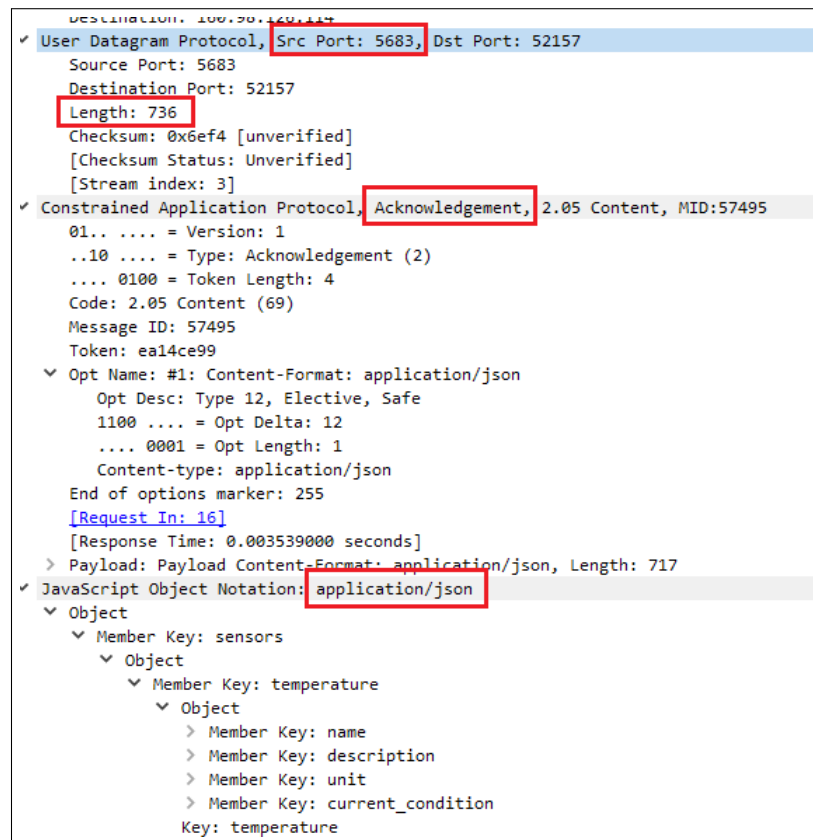 Destination: 160.98.126.114
User Datagram Protocol, Src Port: 5683, Dst Port: 52157
Source Port: 5683
Destination Port: 52157
Length: 736
Checksum: 0x6ef4 [unverified]
[Checksum Status: Unverified]
[Stream index: 3]
Constrained Application Protocol, Acknowledgement, 2.05 Content, MID:57495
01.. .... = Version: 1
..10 .... = Type: Acknowledgement (2)
.... 0100 = Token Length: 4
Code: 2.05 Content (69)
Message ID: 57495
Token: ea14ce99
Opt Name: #1: Content-Format: application/json
Opt Desc: Type 12, Elective, Safe
1100 .... = Opt Delta: 12
.... 0001 = Opt Length: 1
Content-type: application/json
End of options marker: 255
[Request In: 16]
[Response Time: 0.003539000 seconds]
Payload: Payload Content-Format: application/json, Length: 717
JavaScript Object Notation: application/json
Object
Member Key: sensors
Object
Member Key: temperature
Object
Member Key: name
Member Key: description
Member Key: unit
Member Key: current_condition
Key: temperature